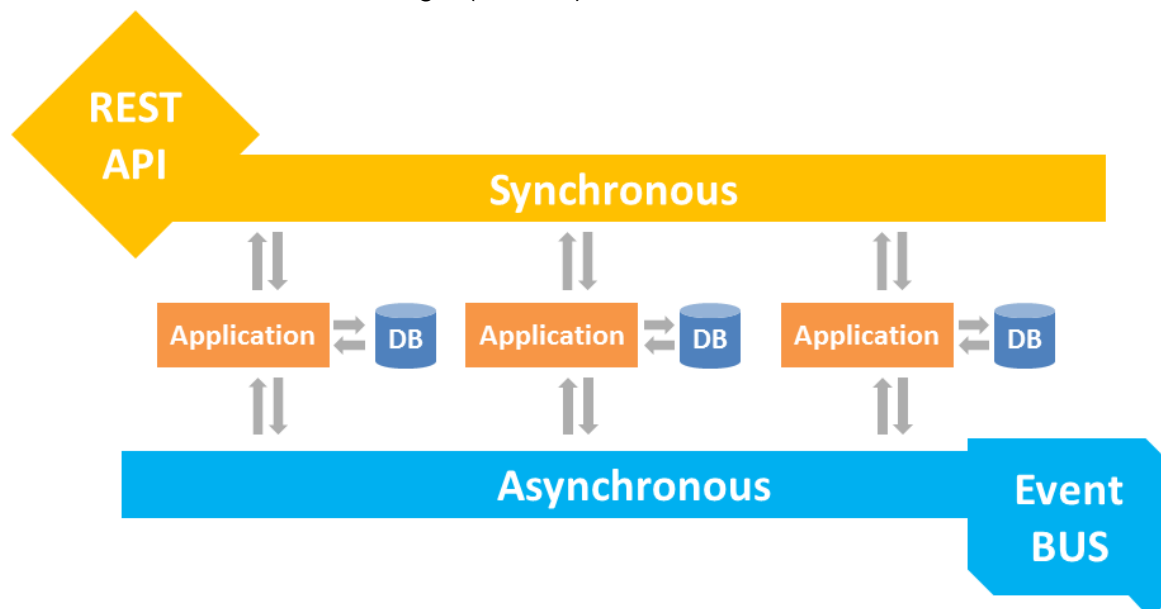 REST
API
Synchronous
Application
DB
Application
DB
Application
DB
Asynchronous
Event
BUS